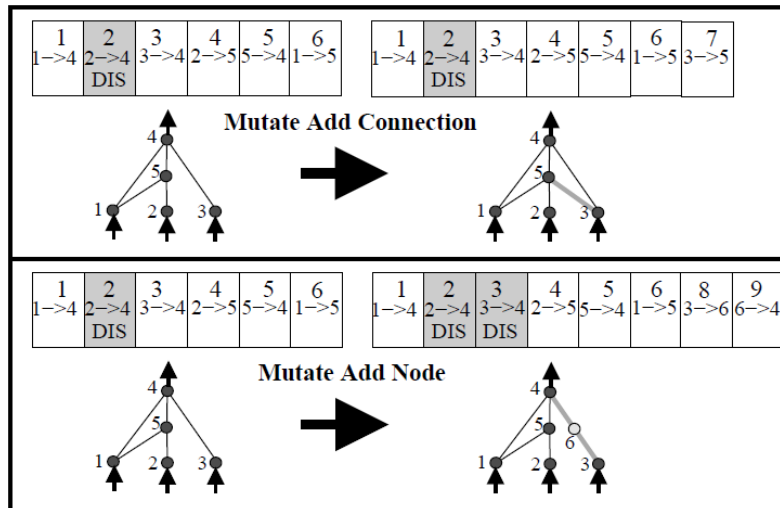 1 2 3 4 5 6 1 2 3 4 5 6 7
1−>4 2−>4 3−>4 2−>5 5−>4 1−>5 1−>4 2−>4 3−>4 2−>5 5−>4 1−>5 3−>5
DIS DIS
Mutate Add Connection
4 4
5 5
1 2 3 1 2 3
1 2 3 4 5 6 1 2 3 4 5 6 8 9
1−>4 2−>4 3−>4 2−>5 5−>4 1−>5 1−>4 2−>4 3−>4 2−>5 5−>4 1−>5 3−>6 6−>4
DIS DIS DIS
Mutate Add Node
4 4
5 5
6
1 2 3 1 2 3